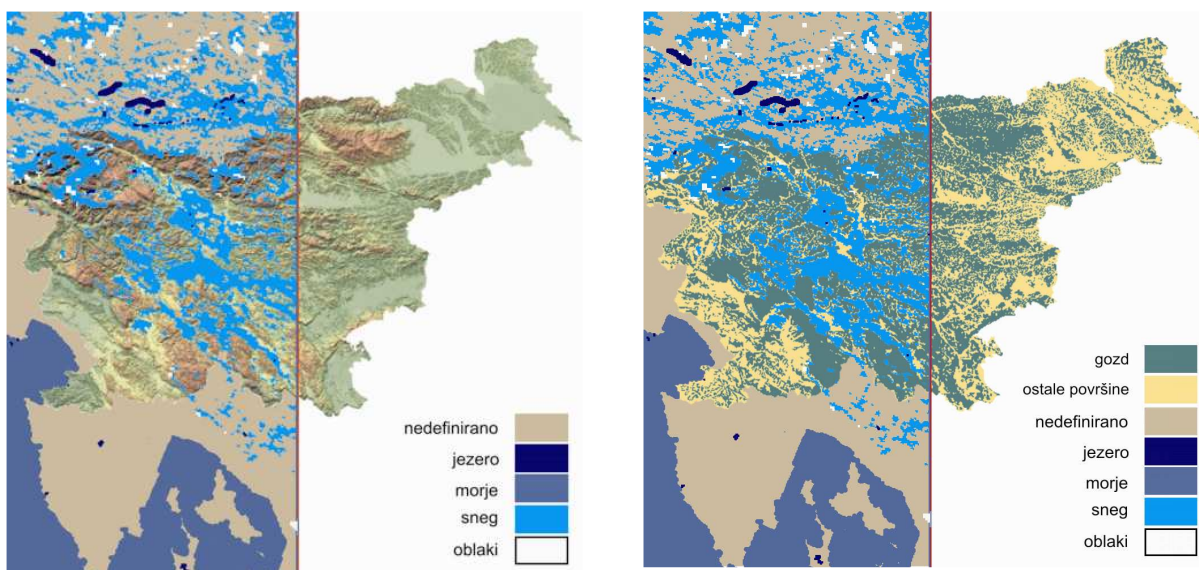 nedefinirano
jezero
morje
sneg
oblaki
gozd
ostale površine
nedefinirano
jezero
morje
sneg
oblaki